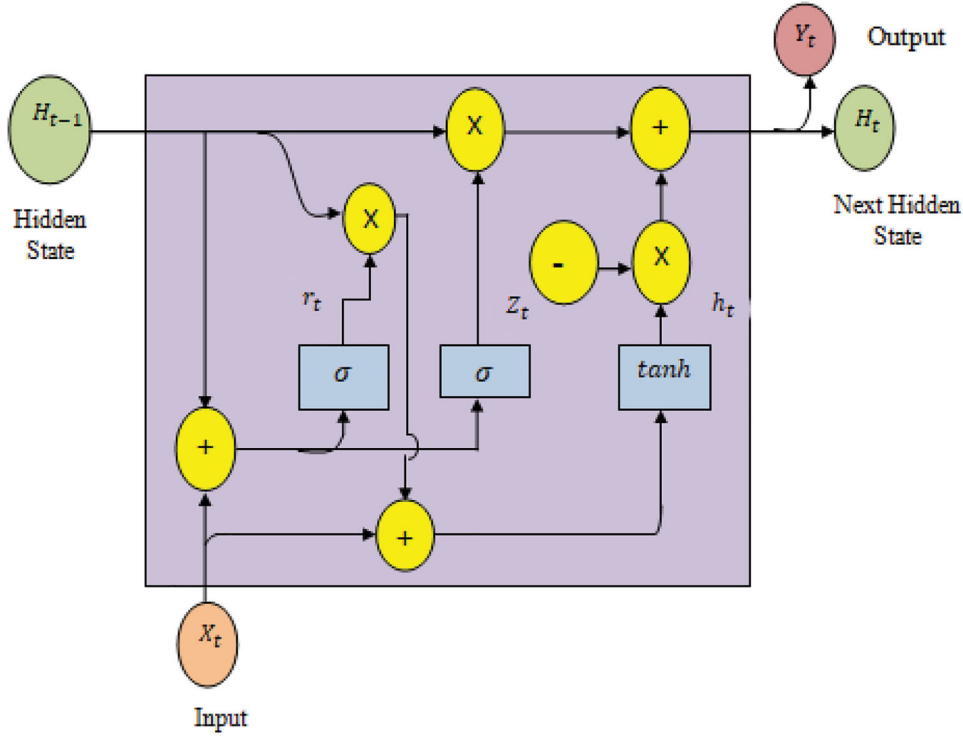 Y_t
Output
H_{t-1}
X
+
H_t
Hidden
State
Next Hidden
State
X
-
X
r_t
Z_t
h_t
σ
σ
tanh
+
+
X_t
Input